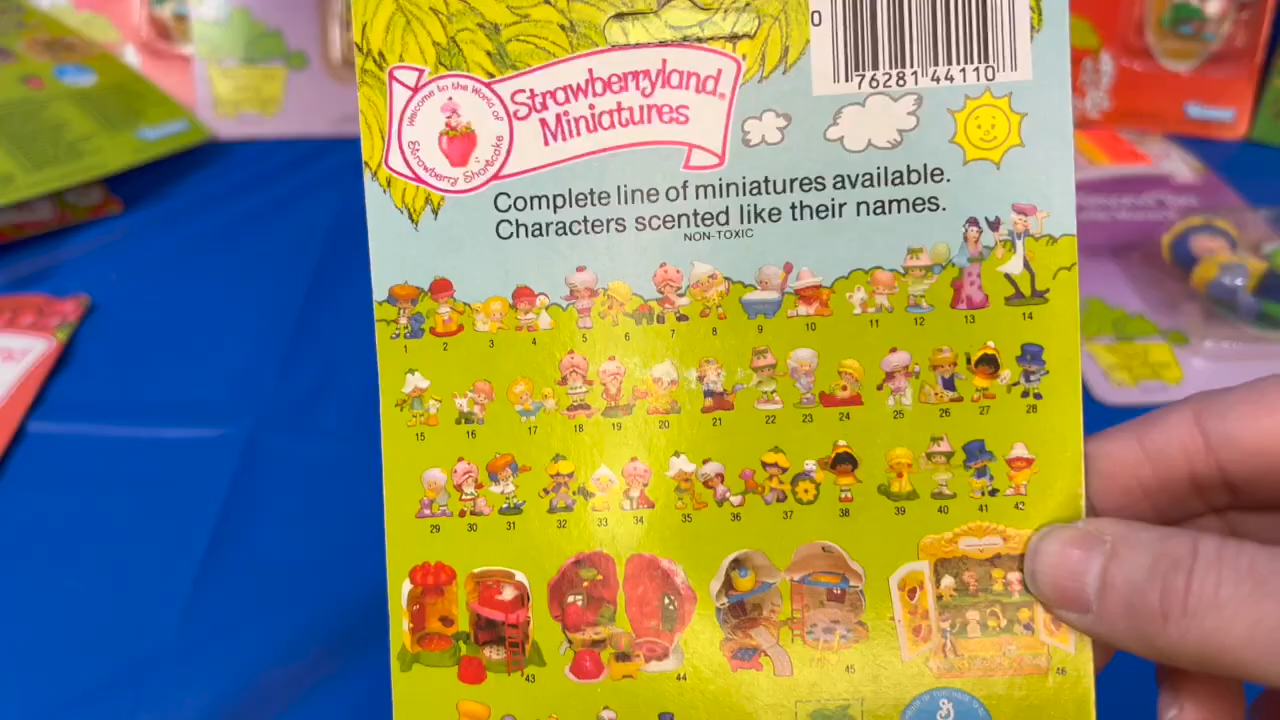 0
76281 44110
Welcome to the World of
Strawberry Shortcake
Strawberryland®
Miniatures
Complete line of miniatures available.
Characters scented like their names.
NON-TOXIC
1 2 3 4 5 6 7 8 9 10 11 12 13 14
15 16 17 18 19 20 21 22 23 24 25 26 27 28
29 30 31 32 33 34 35 36 37 38 39 40 41 42
43 44 45 46